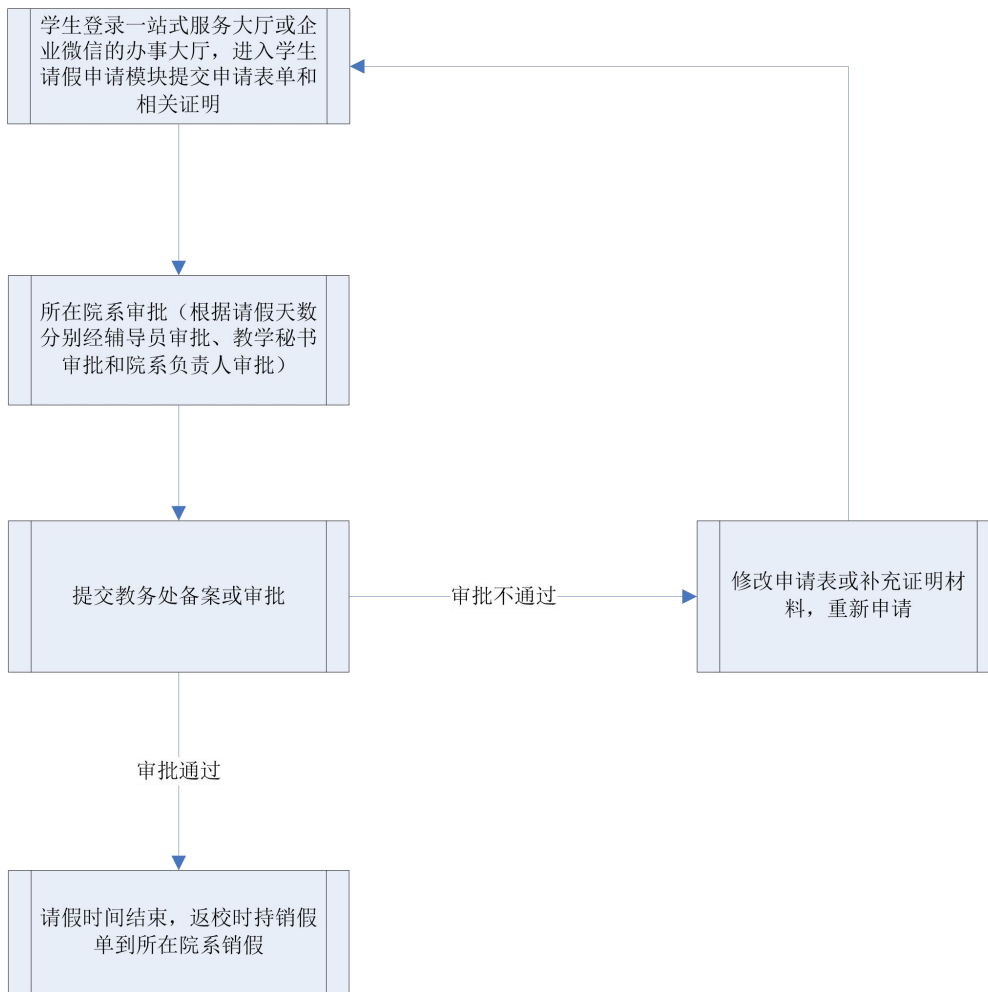 学生登录一站式服务大厅或企
业微信的办事大厅，进入学生
请假申请模块提交申请表单和
相关证明
所在院系审批（根据请假天数
分别经辅导员审批、教学秘书
审批和院系负责人审批）
提交教务处备案或审批
审批不通过
修改申请表或补充证明材
料，重新申请
审批通过
请假时间结束，返校时持销假
单到所在院系销假